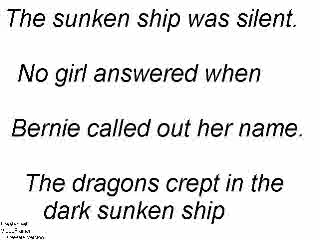 The sunken ship was silent.
No girl answered when
Bernie called out her name.
The dragons crept in the
dark sunken ship